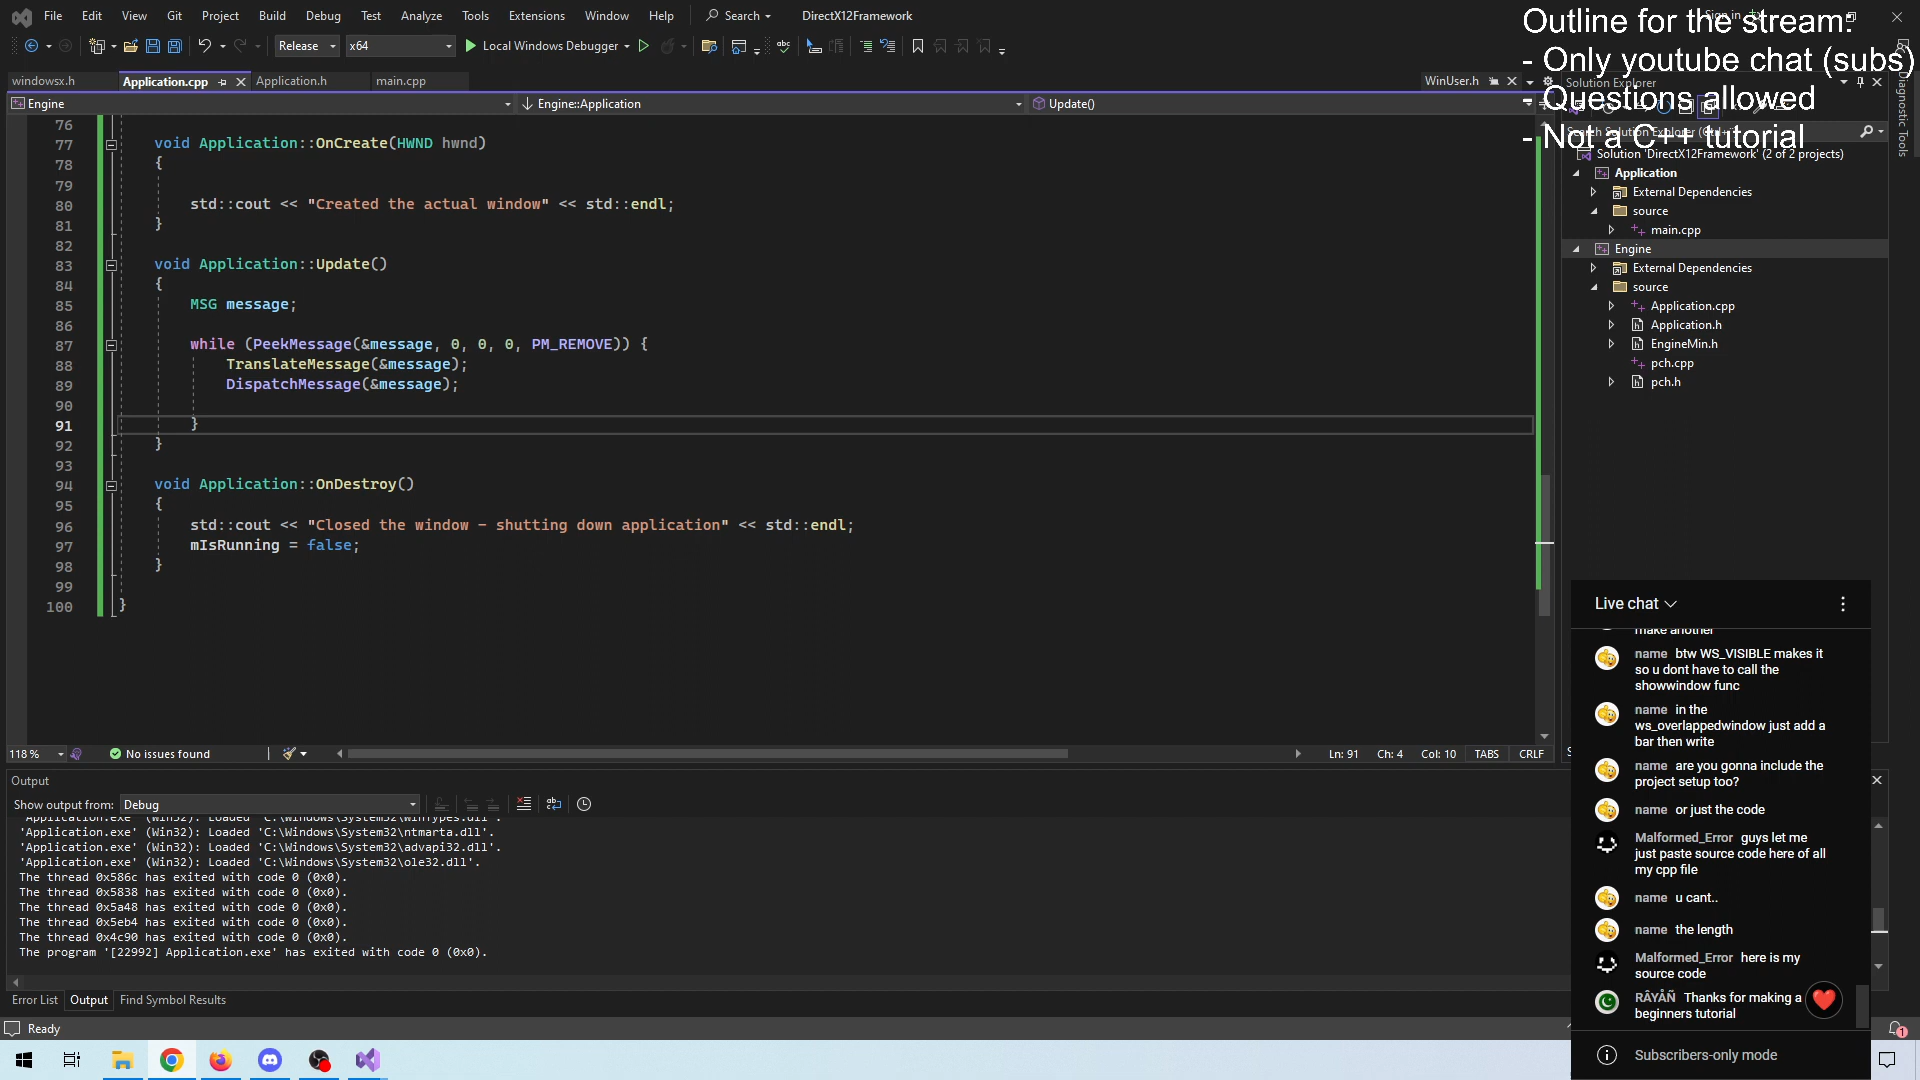 File Edit View Git Project Build Debug Test Analyze Tools Extensions Window Help Search DirectX12Framework
Outline for the stream:
- Only youtube chat (subs)
- Questions allowed
- Not a C++ tutorial
Release x64 Local Windows Debugger
windowsx.h Application.cpp Application.h main.cpp WinUser.h
Engine Engine::Application Update()
76
77 void Application::OnCreate(HWND hwnd)
78 {
79
80 std::cout << "Created the actual window" << std::endl;
81 }
82
83 void Application::Update()
84 {
85 MSG message;
86
87 while (PeekMessage(&message, 0, 0, 0, PM_REMOVE)) {
88 TranslateMessage(&message);
89 DispatchMessage(&message);
90
91 }
92 }
93
94 void Application::OnDestroy()
95 {
96 std::cout << "Closed the window - shutting down application" << std::endl;
97 mIsRunning = false;
98 }
99
100 }
118 % No issues found Ln: 91 Ch: 4 Col: 10 TABS CRLF
Solution Explorer
Solution 'DirectX12Framework' (2 of 2 projects)
Application
External Dependencies
source
main.cpp
Engine
External Dependencies
source
Application.cpp
Application.h
EngineMin.h
pch.cpp
pch.h
Diagnostic Tools
Output
Show output from: Debug
'Application.exe' (Win32): Loaded 'C:\Windows\System32\WinTypes.dll'.
'Application.exe' (Win32): Loaded 'C:\Windows\System32\ntmarta.dll'.
'Application.exe' (Win32): Loaded 'C:\Windows\System32\advapi32.dll'.
'Application.exe' (Win32): Loaded 'C:\Windows\System32\ole32.dll'.
The thread 0x586c has exited with code 0 (0x0).
The thread 0x5838 has exited with code 0 (0x0).
The thread 0x5a48 has exited with code 0 (0x0).
The thread 0x5eb4 has exited with code 0 (0x0).
The thread 0x4c90 has exited with code 0 (0x0).
The program '[22992] Application.exe' has exited with code 0 (0x0).
Error List Output Find Symbol Results
Ready
Live chat
make another
name btw WS_VISIBLE makes it
so u dont have to call the
showwindow func
name in the
ws_overlappedwindow just add a
bar then write
name are you gonna include the
project setup too?
name or just the code
Malformed_Error guys let me
just paste source code here of all
my cpp file
name u cant..
name the length
Malformed_Error here is my
source code
RÂYÅÑ Thanks for making a
beginners tutorial
Subscribers-only mode